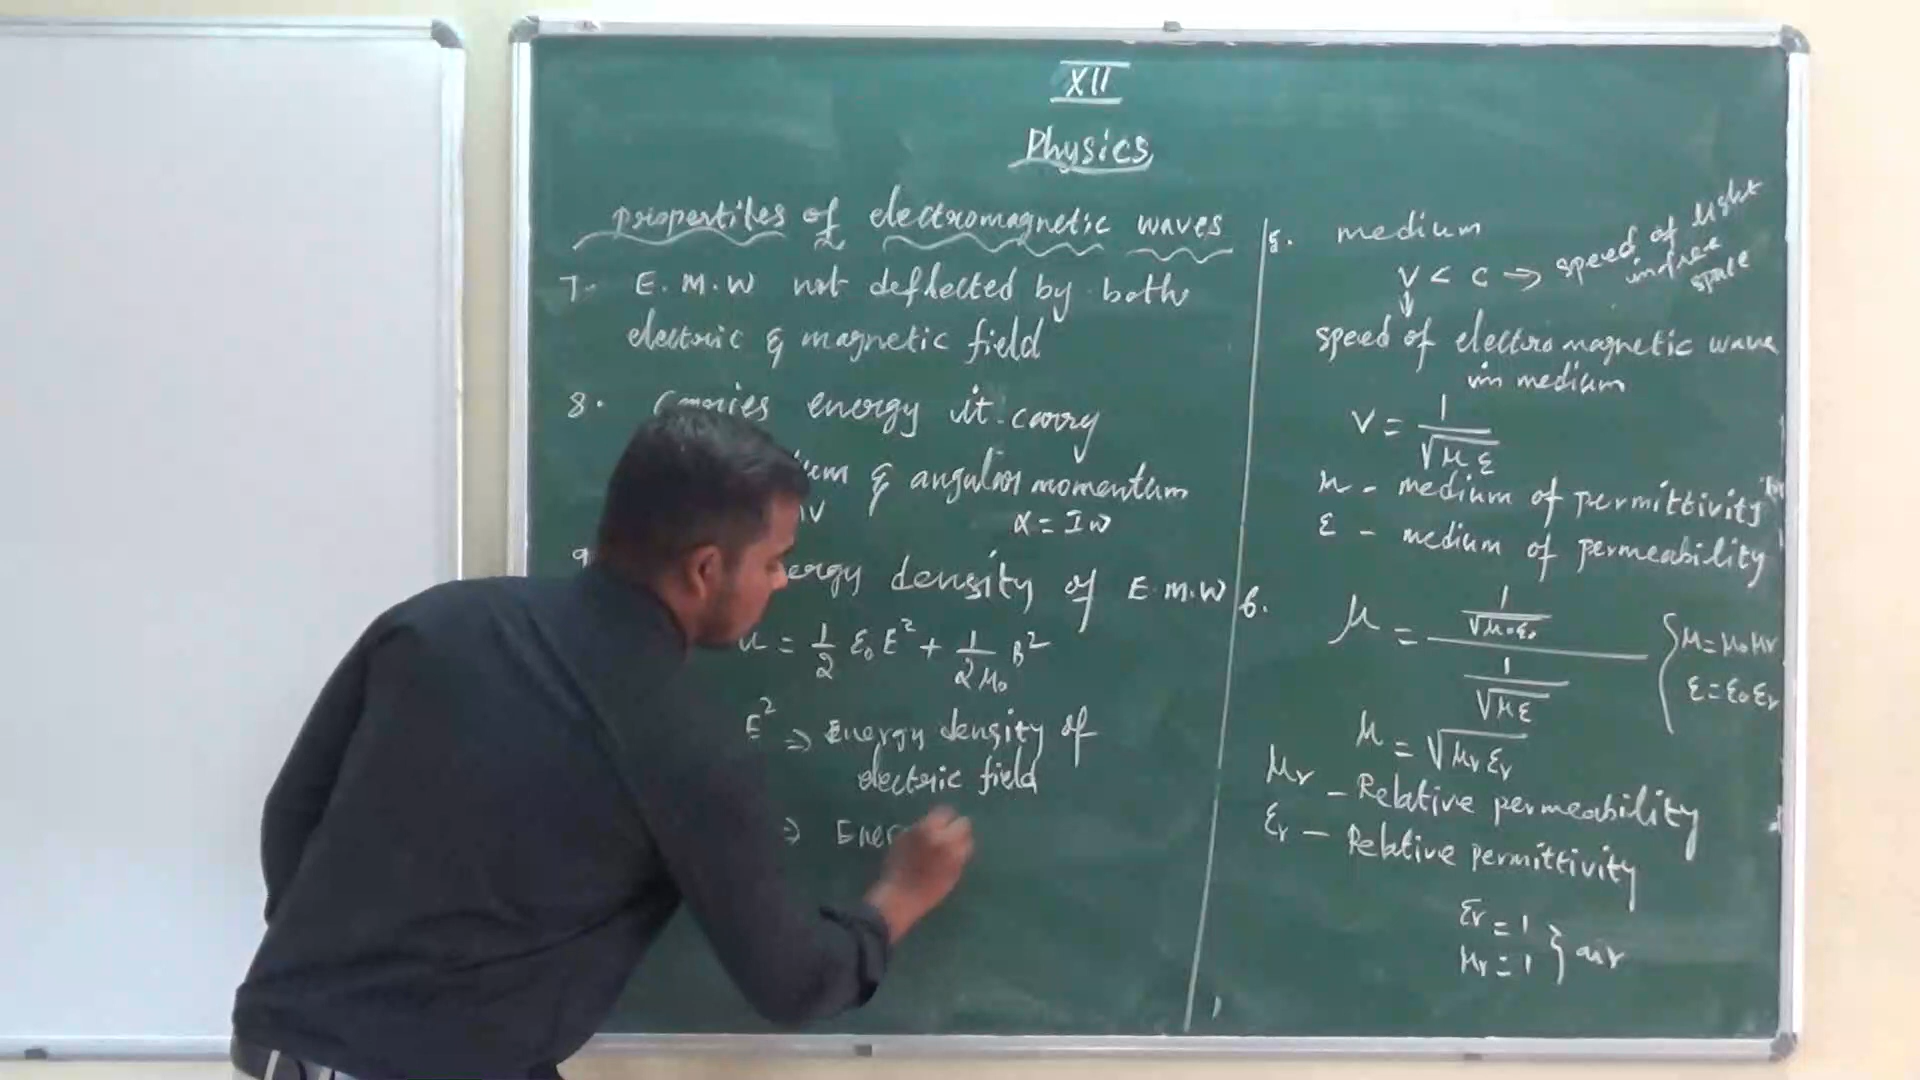 XII
Physics
properties of electromagnetic waves
7. E.M.W not deflected by both
electric & magnetic field
8. carries energy it carry
& angular momentum
α = Iω
9
energy density of E.M.W
u = 1/2 ε₀E² + 1/2μ₀ B²
E² ⇒ Energy density of
electric field
⇒ Ener
5. medium
v < c → speed of light
in free
space
↓
speed of electromagnetic wave
in medium
v = 1/√με
μ - medium of permittivity
ε - medium of permeability
6. μ = (1/√μ₀ε₀) / (1/√με) { μ = μ₀μr
ε = ε₀εr
μ = √μrεr
μr - Relative permeability
εr - Relative permittivity
εr = 1
μr = 1 } air